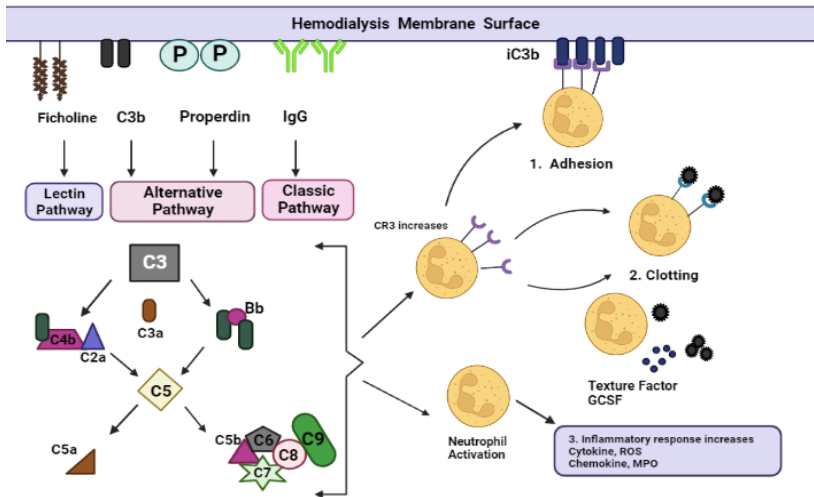 Hemodialysis Membrane Surface
P P
iC3b
Ficholine C3b Properdin IgG
1. Adhesion
Lectin
Pathway
Alternative
Pathway
Classic
Pathway
CR3 increases
C3
2. Clotting
C3a
Bb
C4b
C2a
C5
Texture Factor
GCSF
C5a
C5b
C6
C9
C8
C7
Neutrophil
Activation
3. Inflammatory response increases
Cytokine, ROS
Chemokine, MPO